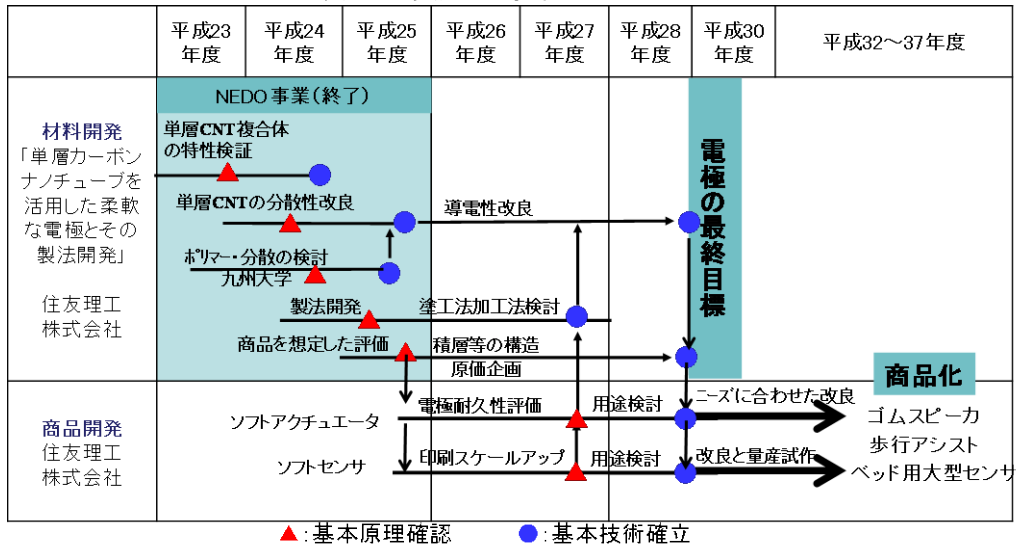 平成23
年度
平成24
年度
平成25
年度
平成26
年度
平成27
年度
平成28
年度
平成30
年度
平成32～37年度
NEDO事業(終了)
材料開発
「単層カーボン
ナノチューブを
活用した柔軟
な電極とその
製法開発」
住友理工
株式会社
単層CNT複合体
の特性検証
単層CNTの分散性改良
導電性改良
ﾎﾟﾘﾏｰ・分散の検討
九州大学
製法開発
塗工法加工法検討
商品を想定した評価
積層等の構造
原価企画
電極の最終目標
商品化
商品開発
住友理工
株式会社
ソフトアクチュエータ
電極耐久性評価
用途検討
ニーズに合わせた改良
ゴムスピーカ
歩行アシスト
ソフトセンサ
印刷スケールアップ
用途検討
改良と量産試作
ベッド用大型センサ
▲:基本原理確認
●:基本技術確立